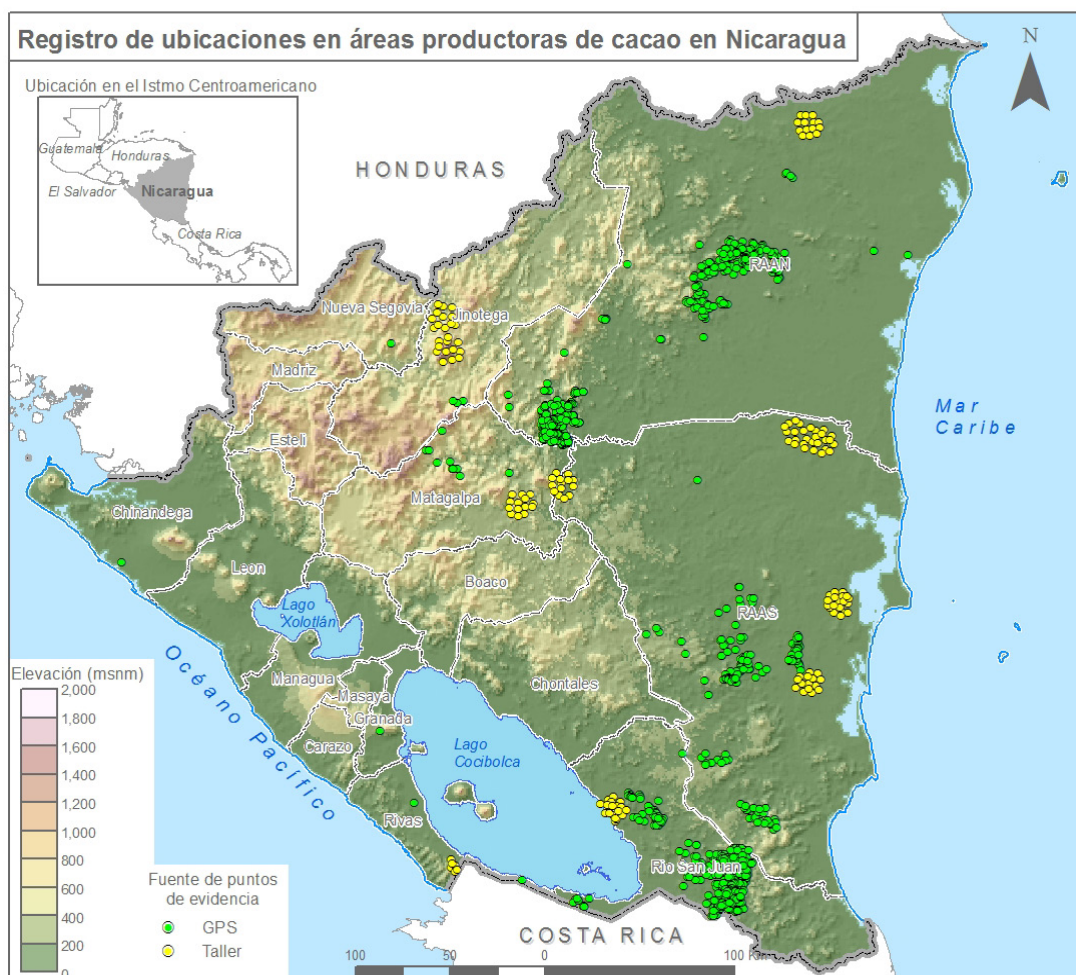 Registro de ubicaciones en áreas productoras de cacao en Nicaragua
N
Ubicación en el Istmo Centroamericano
Guatemala
Honduras
El Salvador
Nicaragua
Costa Rica
HONDURAS
RAAN
Nueva Segovia
Jinotega
Madriz
Esteli
Mar
Caribe
Matagalpa
Chinandega
Leon
Boaco
Lago
Xolotlán
RAAS
Managua
Masaya
Chontales
Granada
Carazo
Océano Pacífico
Lago
Cocibolca
Rivas
Río San Juan
COSTA RICA
Elevación (msnm)
2,000
1,800
1,600
1,400
1,200
1,000
800
600
400
200
0
Fuente de puntos
de evidencia
GPS
Taller
100 50 0 100 Km